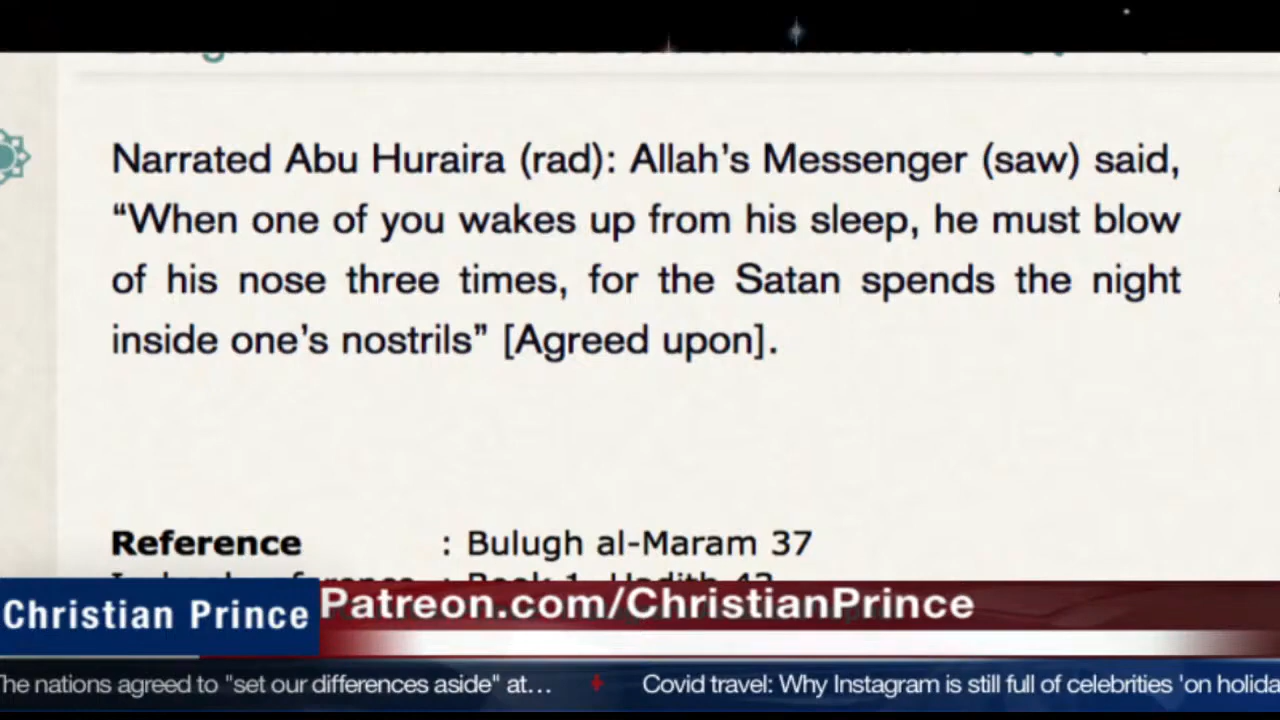 Narrated Abu Huraira (rad): Allah's Messenger (saw) said,
“When one of you wakes up from his sleep, he must blow
of his nose three times, for the Satan spends the night
inside one's nostrils” [Agreed upon].
Reference : Bulugh al-Maram 37
Christian Prince
Patreon.com/ChristianPrince
The nations agreed to "set our differences aside" at... Covid travel: Why Instagram is still full of celebrities 'on holida